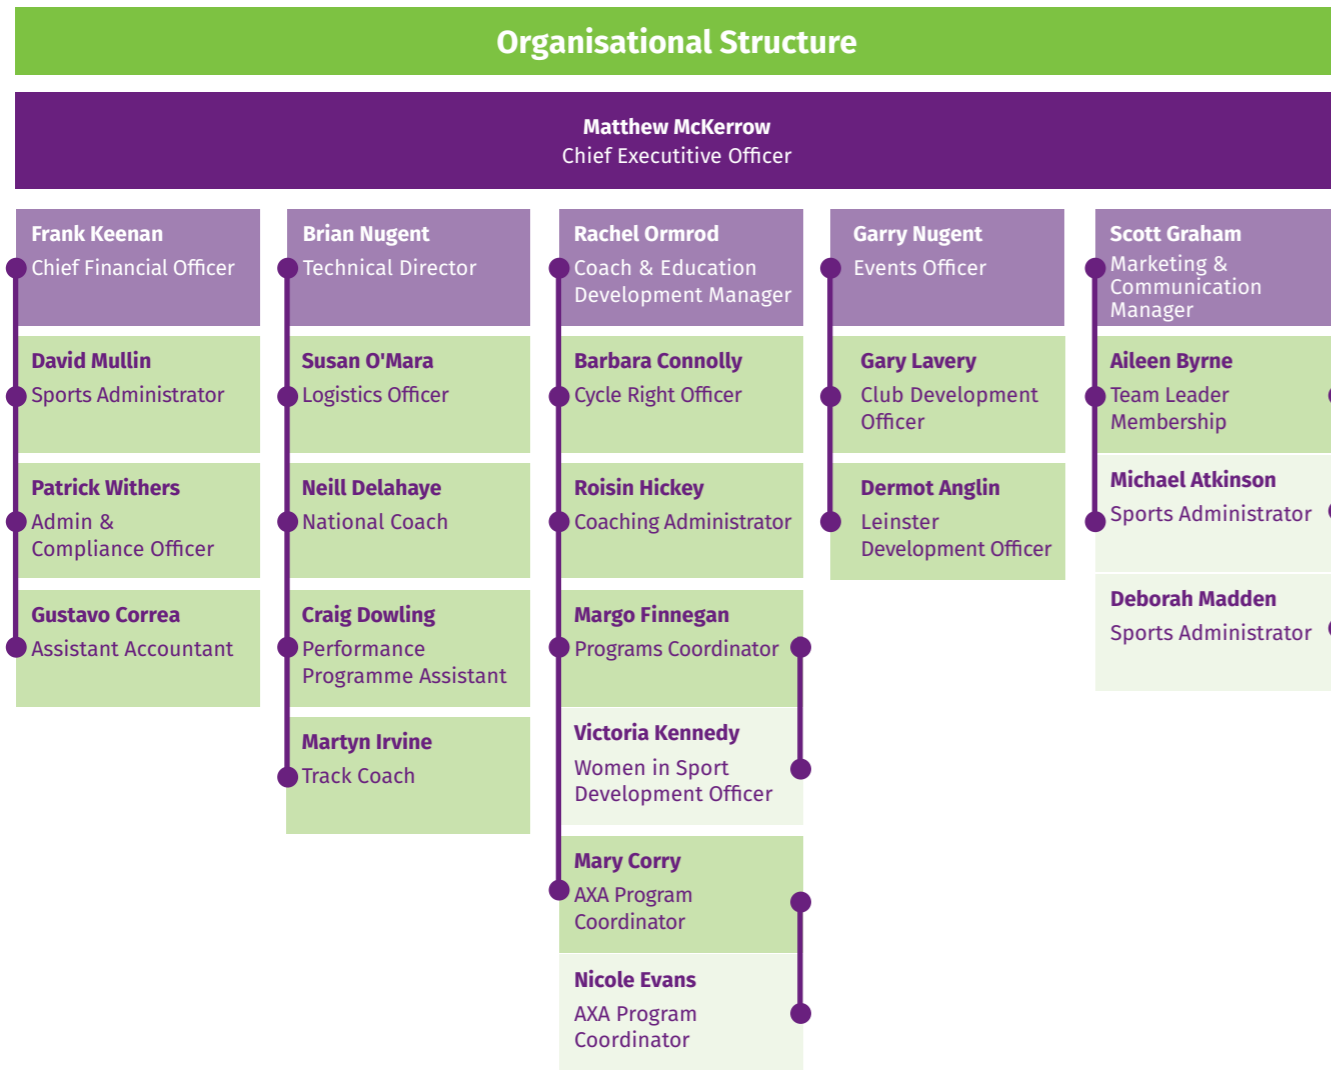 Organisational Structure
Matthew McKerrow
Chief Executitive Officer
Frank Keenan
Chief Financial Officer
David Mullin
Sports Administrator
Patrick Withers
Admin &
Compliance Officer
Gustavo Correa
Assistant Accountant
Brian Nugent
Technical Director
Susan O'Mara
Logistics Officer
Neill Delahaye
National Coach
Craig Dowling
Performance
Programme Assistant
Martyn Irvine
Track Coach
Rachel Ormrod
Coach & Education
Development Manager
Barbara Connolly
Cycle Right Officer
Roisin Hickey
Coaching Administrator
Margo Finnegan
Programs Coordinator
Victoria Kennedy
Women in Sport
Development Officer
Mary Corry
AXA Program
Coordinator
Nicole Evans
AXA Program
Coordinator
Garry Nugent
Events Officer
Gary Lavery
Club Development
Officer
Dermot Anglin
Leinster
Development Officer
Scott Graham
Marketing &
Communication
Manager
Aileen Byrne
Team Leader
Membership
Michael Atkinson
Sports Administrator
Deborah Madden
Sports Administrator